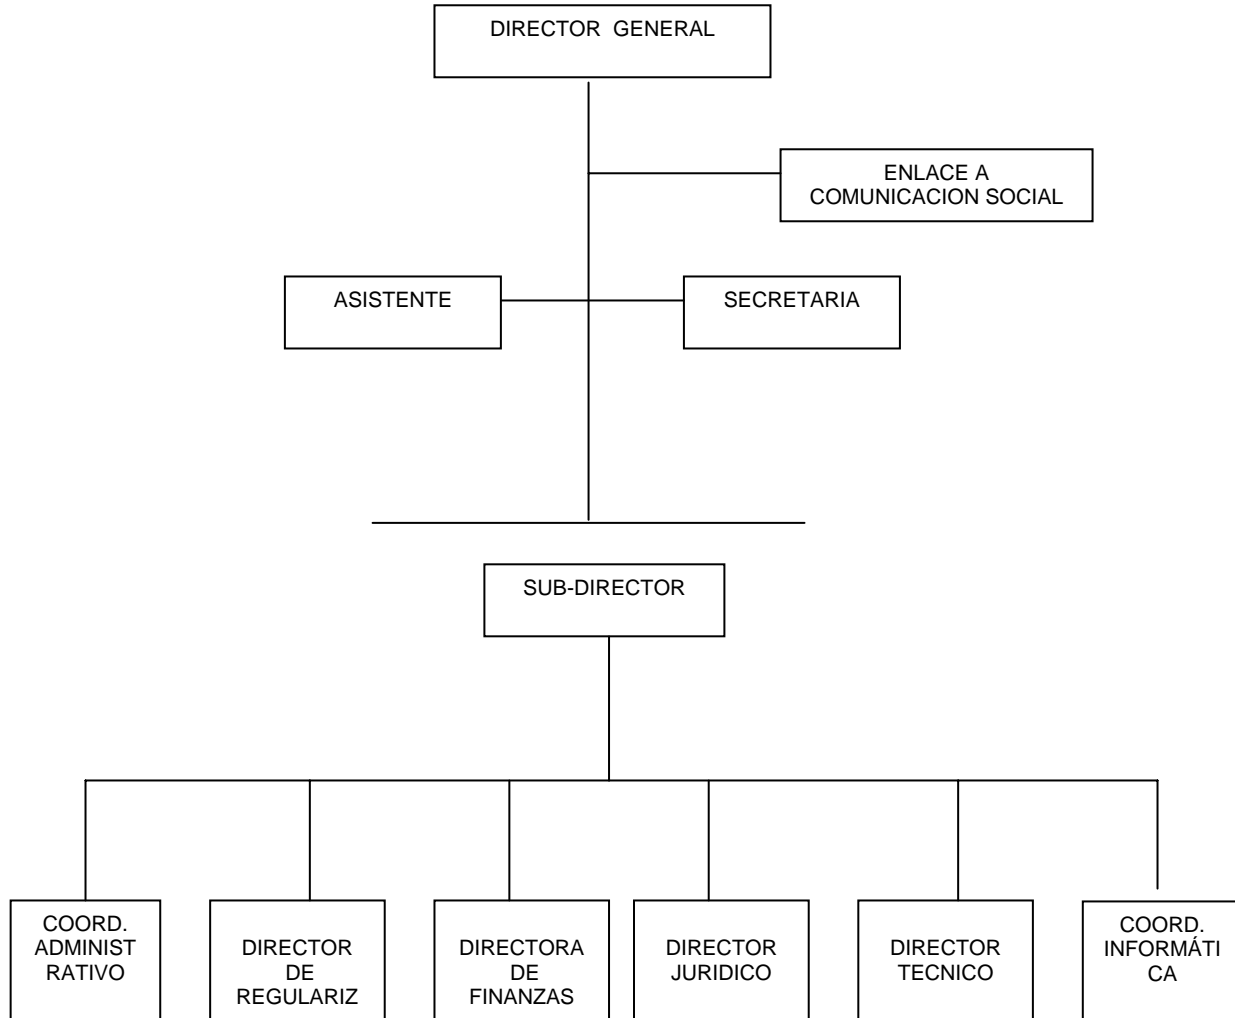 DIRECTOR GENERAL
ENLACE A
COMUNICACION SOCIAL
ASISTENTE
SECRETARIA
SUB-DIRECTOR
COORD.
ADMINIST
RATIVO
DIRECTOR
DE
REGULARIZ
DIRECTORA
DE
FINANZAS
DIRECTOR
JURIDICO
DIRECTOR
TECNICO
COORD.
INFORMÁTI
CA